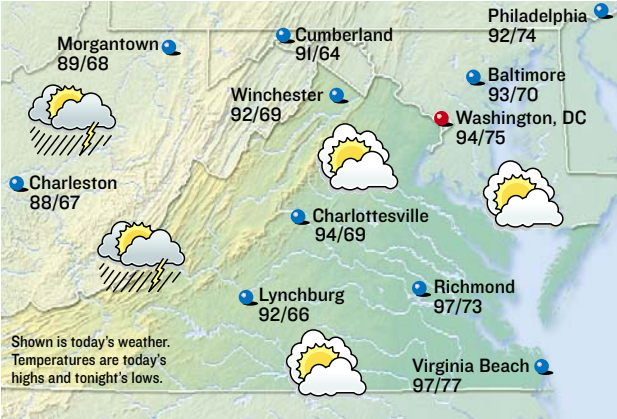 Philadelphia
92/74
Morgantown
89/68
Cumberland
91/64
Baltimore
93/70
Winchester
92/69
Washington, DC
94/75
Charleston
88/67
Charlottesville
94/69
Lynchburg
92/66
Richmond
97/73
Shown is today's weather.
Temperatures are today's
highs and tonight's lows.
Virginia Beach
97/77